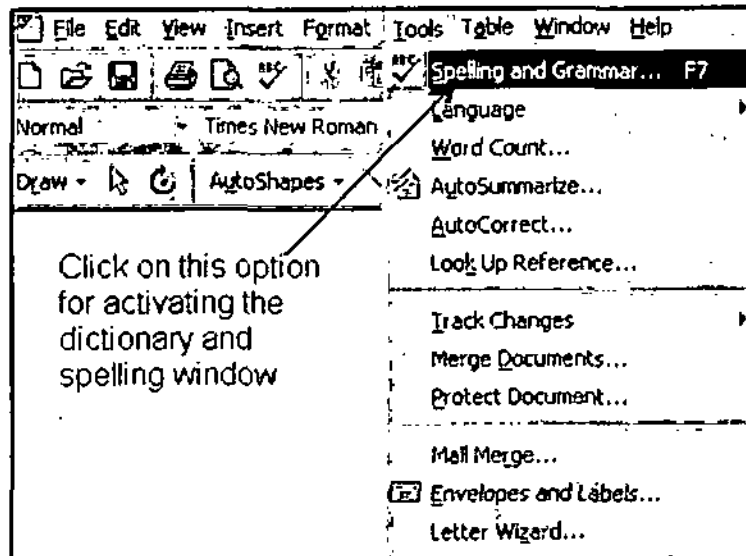 File Edit View Insert Format Tools Table Window Help
ABC
ABC
Spelling and Grammar... F7
Normal Times New Roman
Language
Word Count...
Draw AutoShapes
AutoSummarize...
AutoCorrect...
Look Up Reference...
Click on this option
for activating the
dictionary and
spelling window
Track Changes
Merge Documents...
Protect Document...
Mail Merge...
Envelopes and Labels...
Letter Wizard...